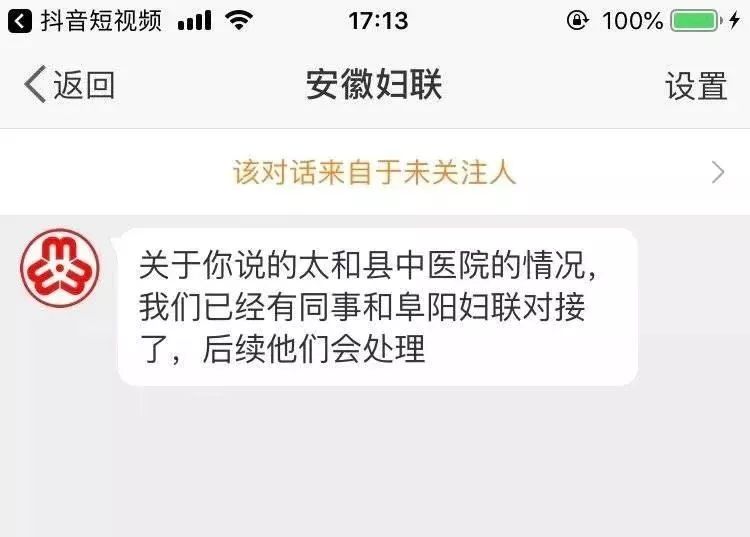 抖音短视频 17:13 100%
返回 安徽妇联 设置
该对话来自于未关注人
关于你说的太和县中医院的情况，
我们已经有同事和阜阳妇联对接
了，后续他们会处理